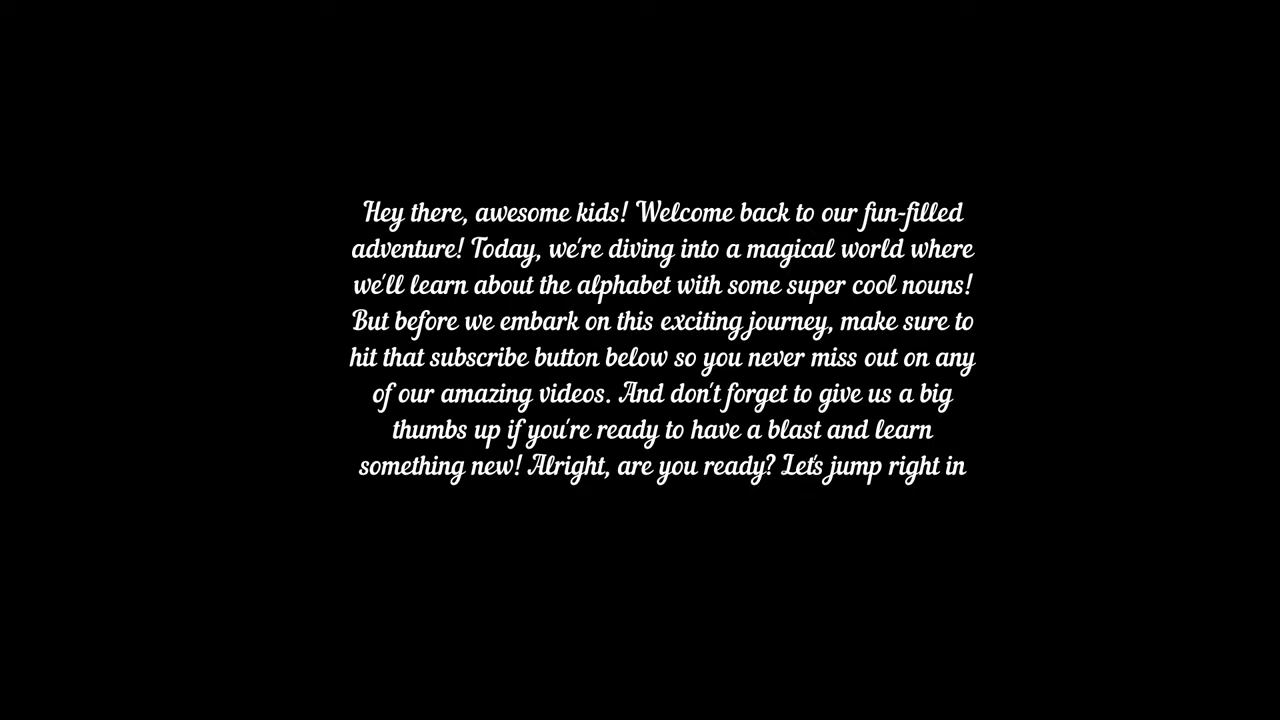 Hey there, awesome kids! Welcome back to our fun-filled
adventure! Today, we're diving into a magical world where
we'll learn about the alphabet with some super cool nouns!
But before we embark on this exciting journey, make sure to
hit that subscribe button below so you never miss out on any
of our amazing videos. And don't forget to give us a big
thumbs up if you're ready to have a blast and learn
something new! Alright, are you ready? Let's jump right in